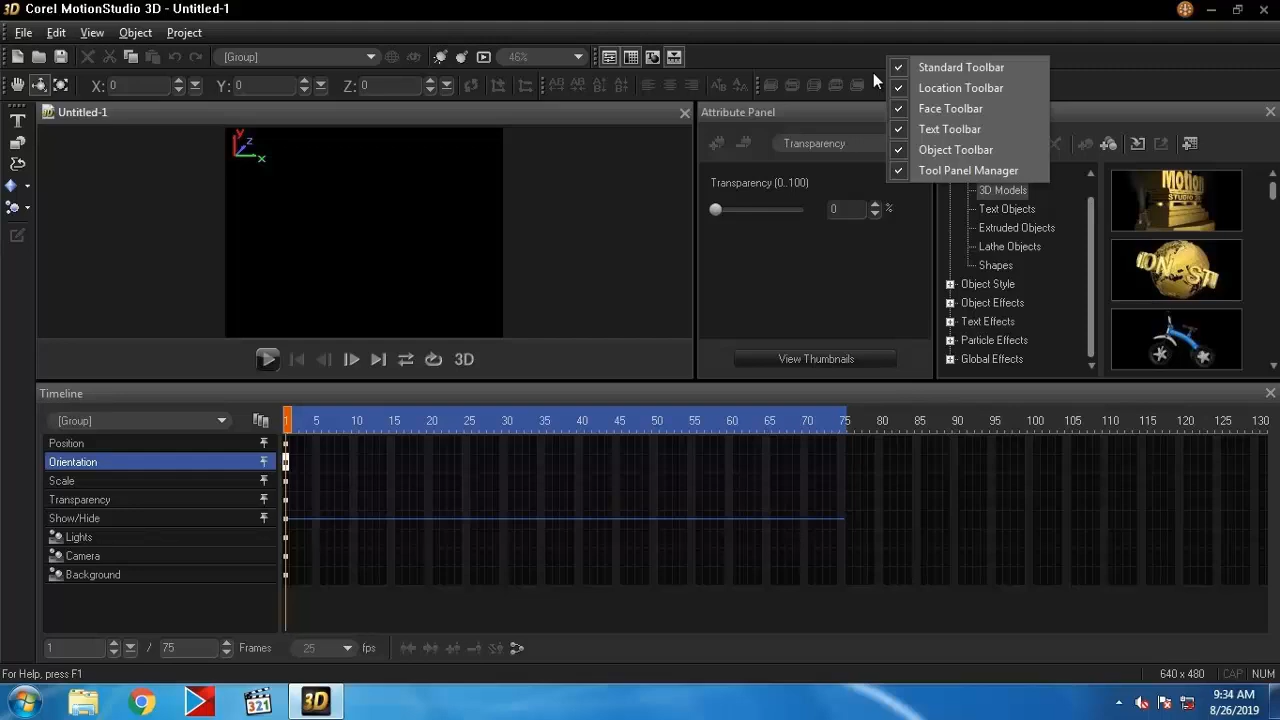 Corel MotionStudio 3D - Untitled-1
File Edit View Object Project
[Group] 46%
X: 0 Y: 0 Z: 0
Standard Toolbar
Location Toolbar
Face Toolbar
Text Toolbar
Object Toolbar
Tool Panel Manager
Untitled-1
y
z
x
3D
Attribute Panel
Transparency
Transparency (0..100)
0 %
View Thumbnails
3D Models
Text Objects
Extruded Objects
Lathe Objects
Shapes
Object Style
Object Effects
Text Effects
Particle Effects
Global Effects
Timeline
[Group]
1 5 10 15 20 25 30 35 40 45 50 55 60 65 70 75 80 85 90 95 100 105 110 115 120 125 130
Position
Orientation
Scale
Transparency
Show/Hide
Lights
Camera
Background
1 / 75 Frames 25 fps
For Help, press F1
640 x 480 CAP NUM
321
3D
9:34 AM
8/26/2019